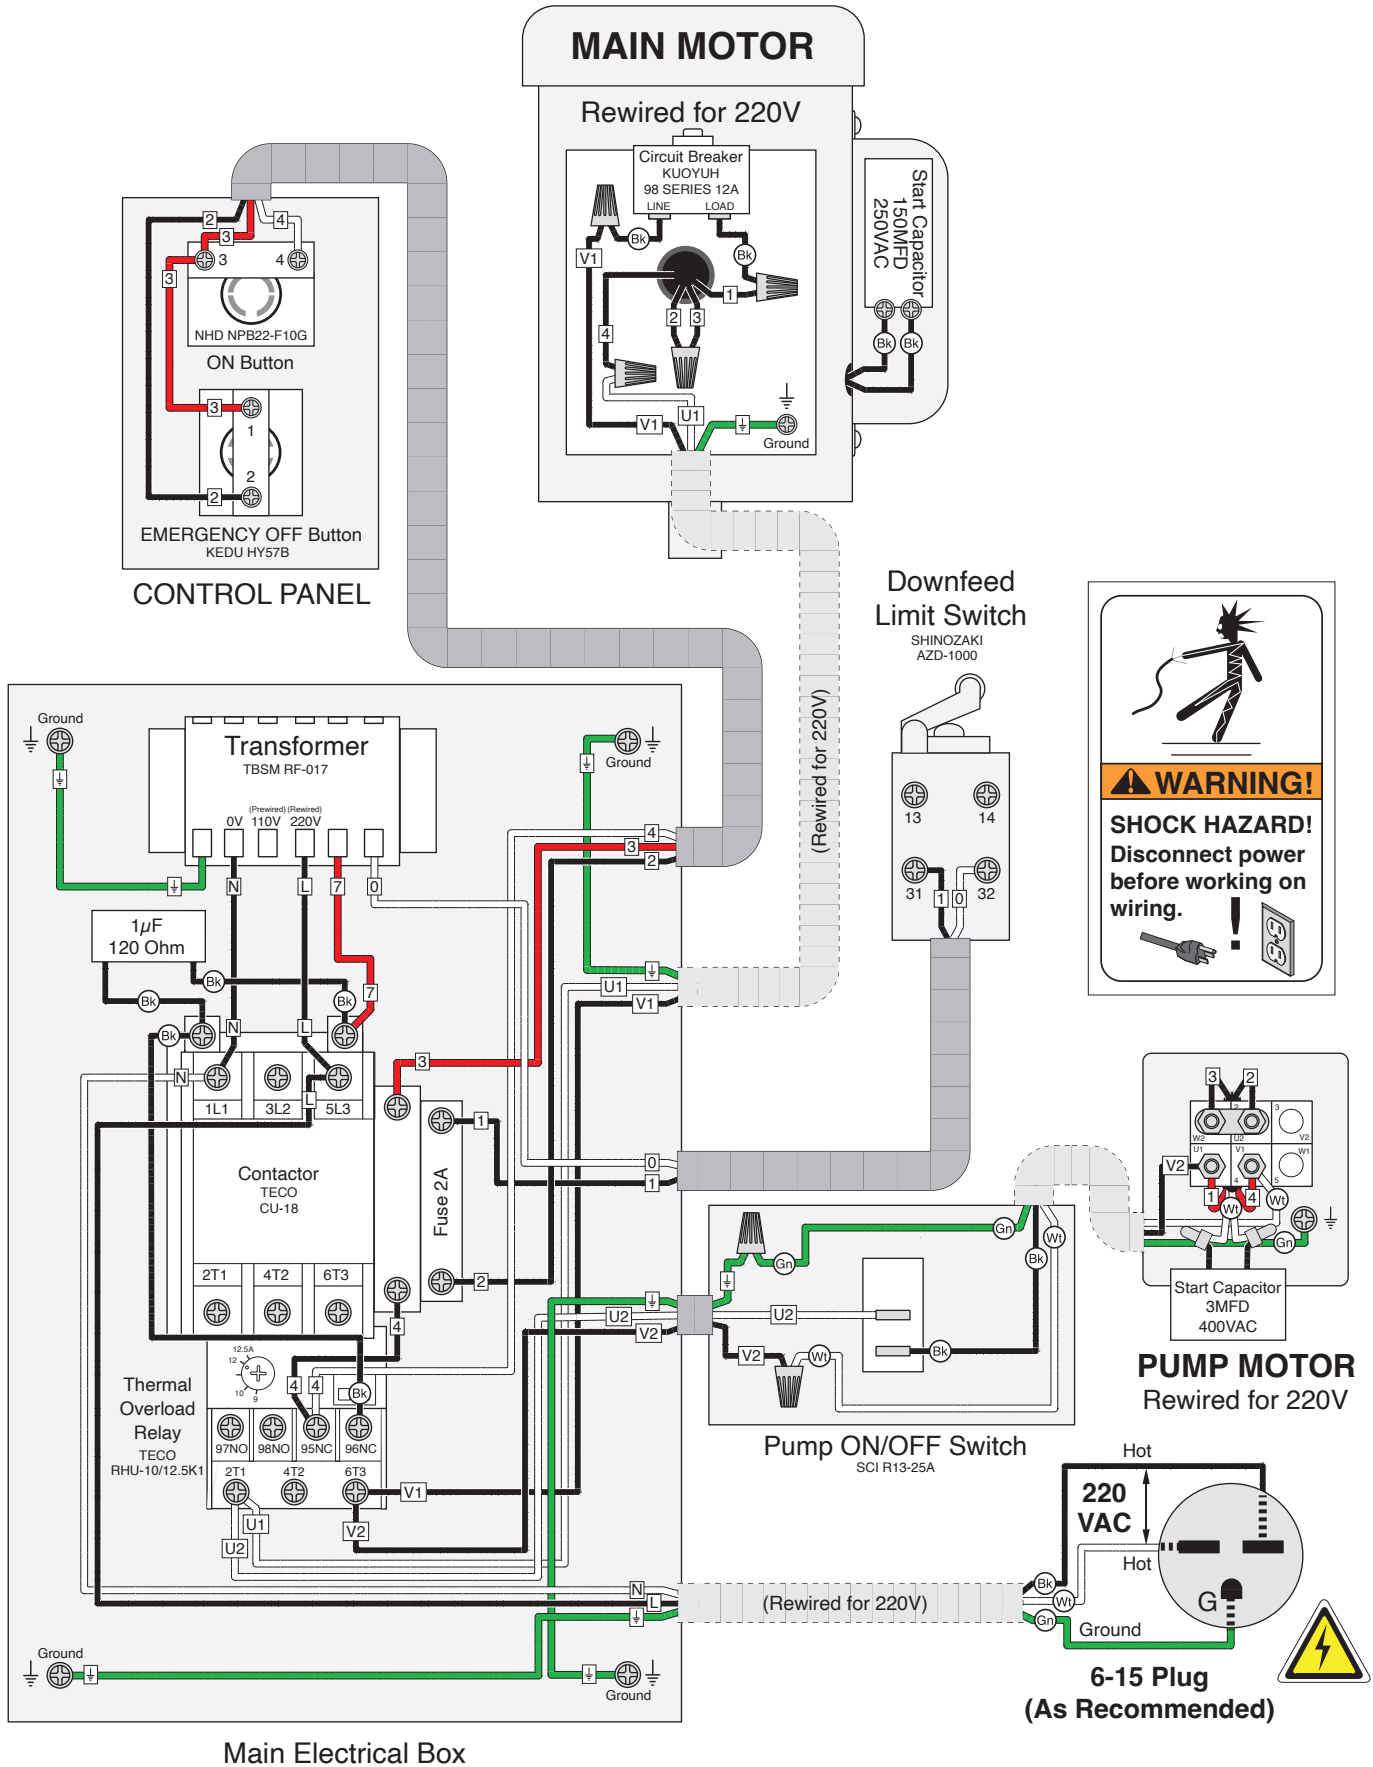 MAIN MOTOR
Rewired for 220V
Circuit Breaker
KUOYUH
98 SERIES 12A
LINE LOAD
Bk
Bk
V1
1
2 3
4
U1
V1
Ground
Start Capacitor
150MFD
250VAC
Bk Bk
2
4
3
3
3 4
NHD NPB22-F10G
ON Button
3
1
2
2
EMERGENCY OFF Button
KEDU HY57B
CONTROL PANEL
Downfeed
Limit Switch
SHINOZAKI
AZD-1000
13 14
31 32
1 0
(Rewired for 220V)
WARNING!
SHOCK HAZARD!
Disconnect power
before working on
wiring.
!
Ground
Transformer
TBSM RF-017
(Prewired) (Rewired)
0V 110V 220V
Ground
4
3
2
N L 7 0
1µF
120 Ohm
Bk
Bk
Bk
7
U1
V1
Bk
N L
N
L
3
1L1 3L2 5L3
1
Contactor
TECO
CU-18
Fuse 2A
0
1
2T1 4T2 6T3
2
4
U2
V2
12.5A
12
10
9
Thermal
Overload
Relay
TECO
RHU-10/12.5K1
4 4 Bk
97NO 98NO 95NC 96NC
2T1 4T2 6T3
V1
U1
U2
V2
N
L
Ground
Ground
Main Electrical Box
Gn
Gn
Wt
Bk
U2
Bk
V2
Wt
Pump ON/OFF Switch
SCI R13-25A
3 2
2 3
W2 U2 V2
U1 V1 W1
V2
4 5
1 4
Wt
Wt
Gn
Start Capacitor
3MFD
400VAC
PUMP MOTOR
Rewired for 220V
Hot
220
VAC
Hot
Bk
Wt
Gn
(Rewired for 220V)
G
Ground
6-15 Plug
(As Recommended)